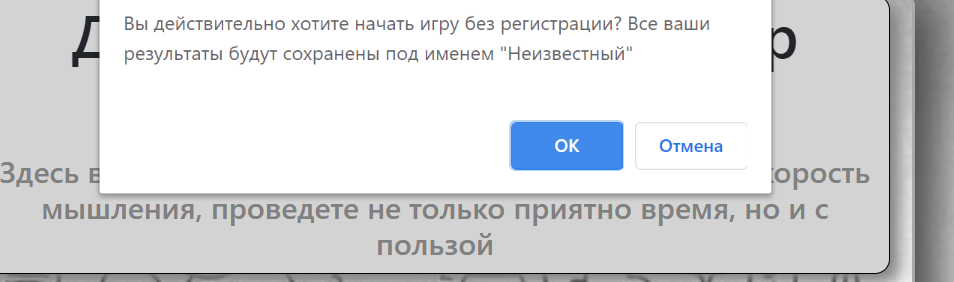 Вы действительно хотите начать игру без регистрации? Все ваши
результаты будут сохранены под именем "Неизвестный"
ОК Отмена
Здесь
мышления, проведете не только приятно время, но и с
пользой